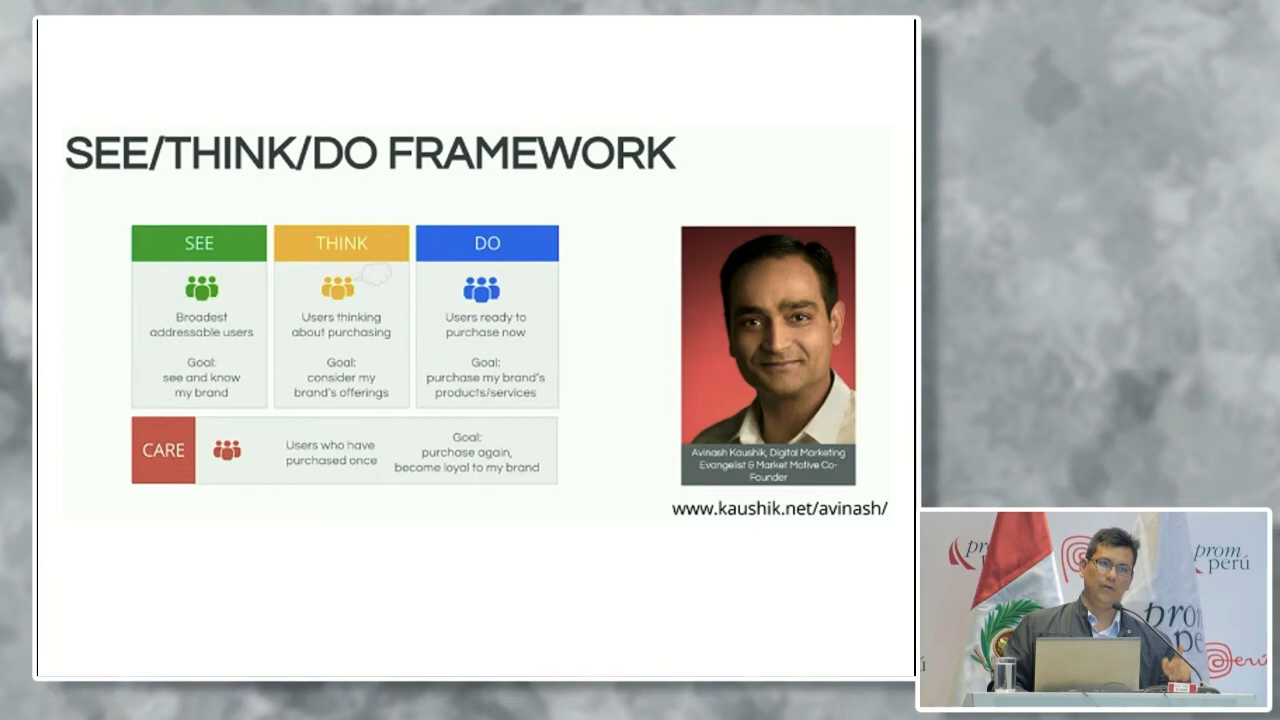 SEE/THINK/DO FRAMEWORK
SEE
Broadest
addressable users
Goal:
see and know
my brand
THINK
Users thinking
about purchasing
Goal:
consider my
brand's offerings
DO
Users ready to
purchase now
Goal:
purchase my brand's
products/services
CARE
Users who have
purchased once
Goal:
purchase again,
become loyal to my brand
Avinash Kaushik, Digital Marketing
Evangelist & Market Motive Co-
Founder
www.kaushik.net/avinash/
prom
perú
Perú